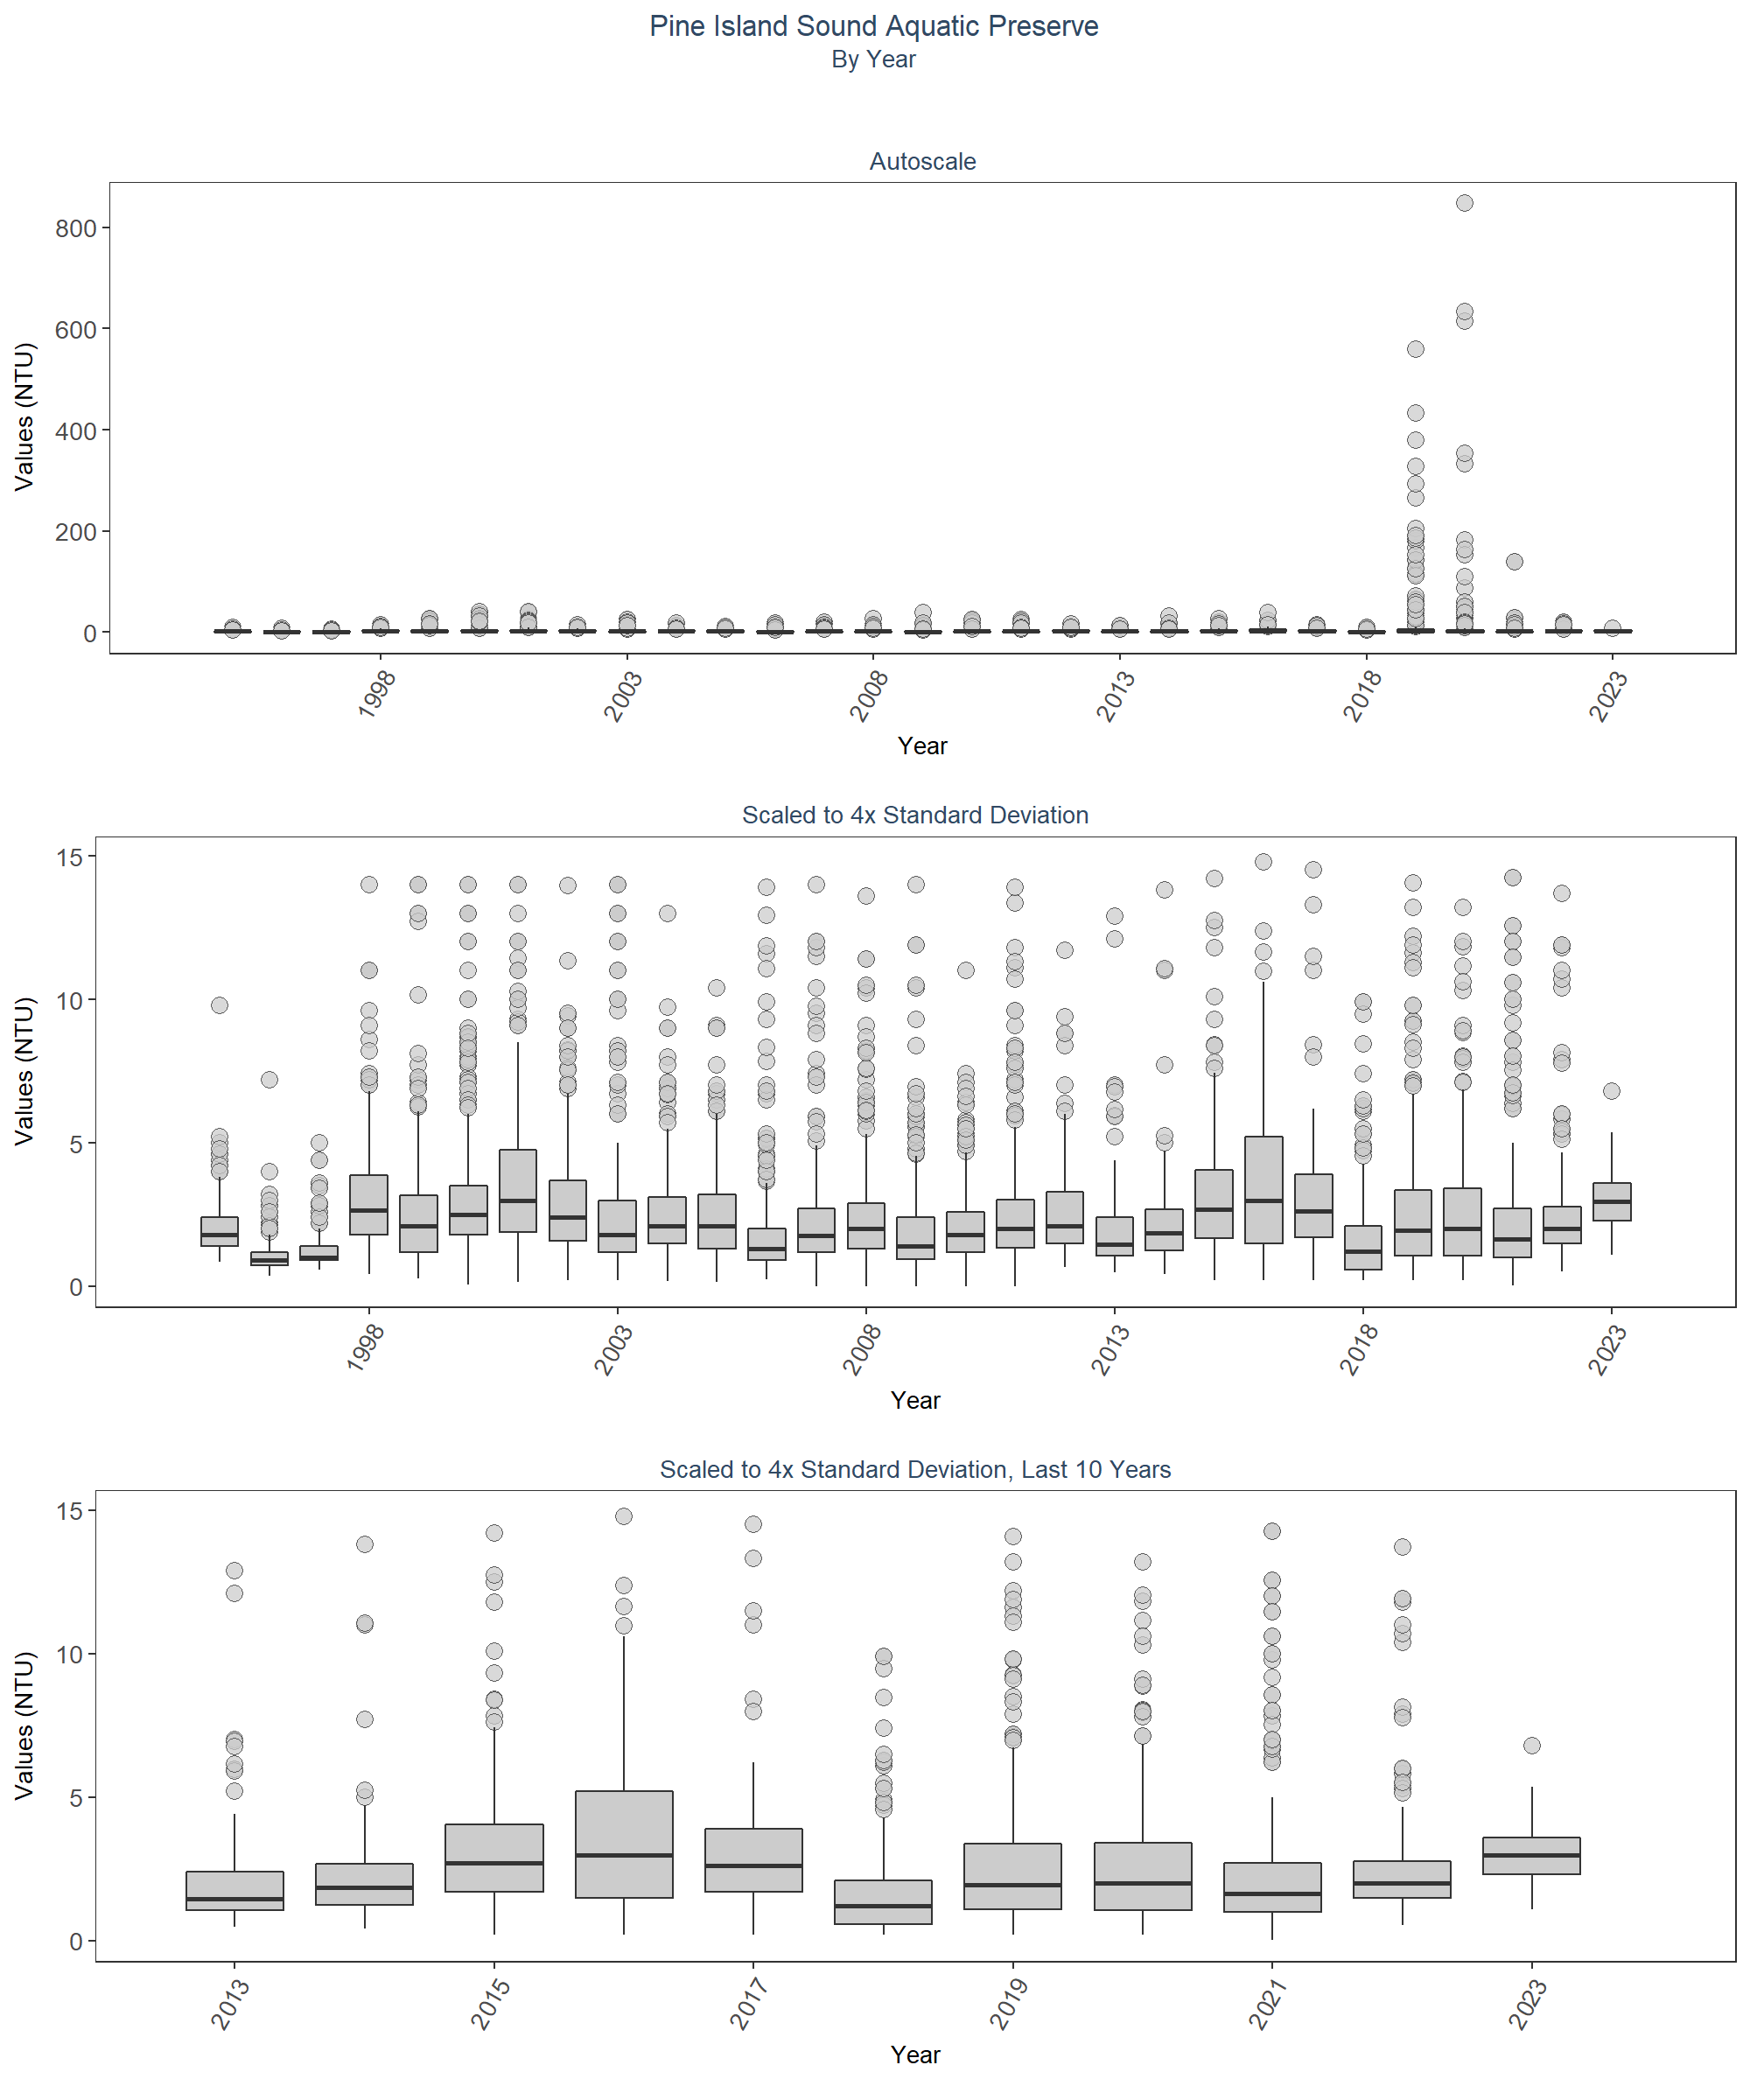 Pine Island Sound Aquatic Preserve
By Year
Autoscale
Values (NTU)
800
600
400
200
0
1998
2003
2008
2013
2018
2023
Year
Scaled to 4x Standard Deviation
Values (NTU)
15
10
5
0
1998
2003
2008
2013
2018
2023
Year
Scaled to 4x Standard Deviation, Last 10 Years
Values (NTU)
15
10
5
0
2013
2015
2017
2019
2021
2023
Year